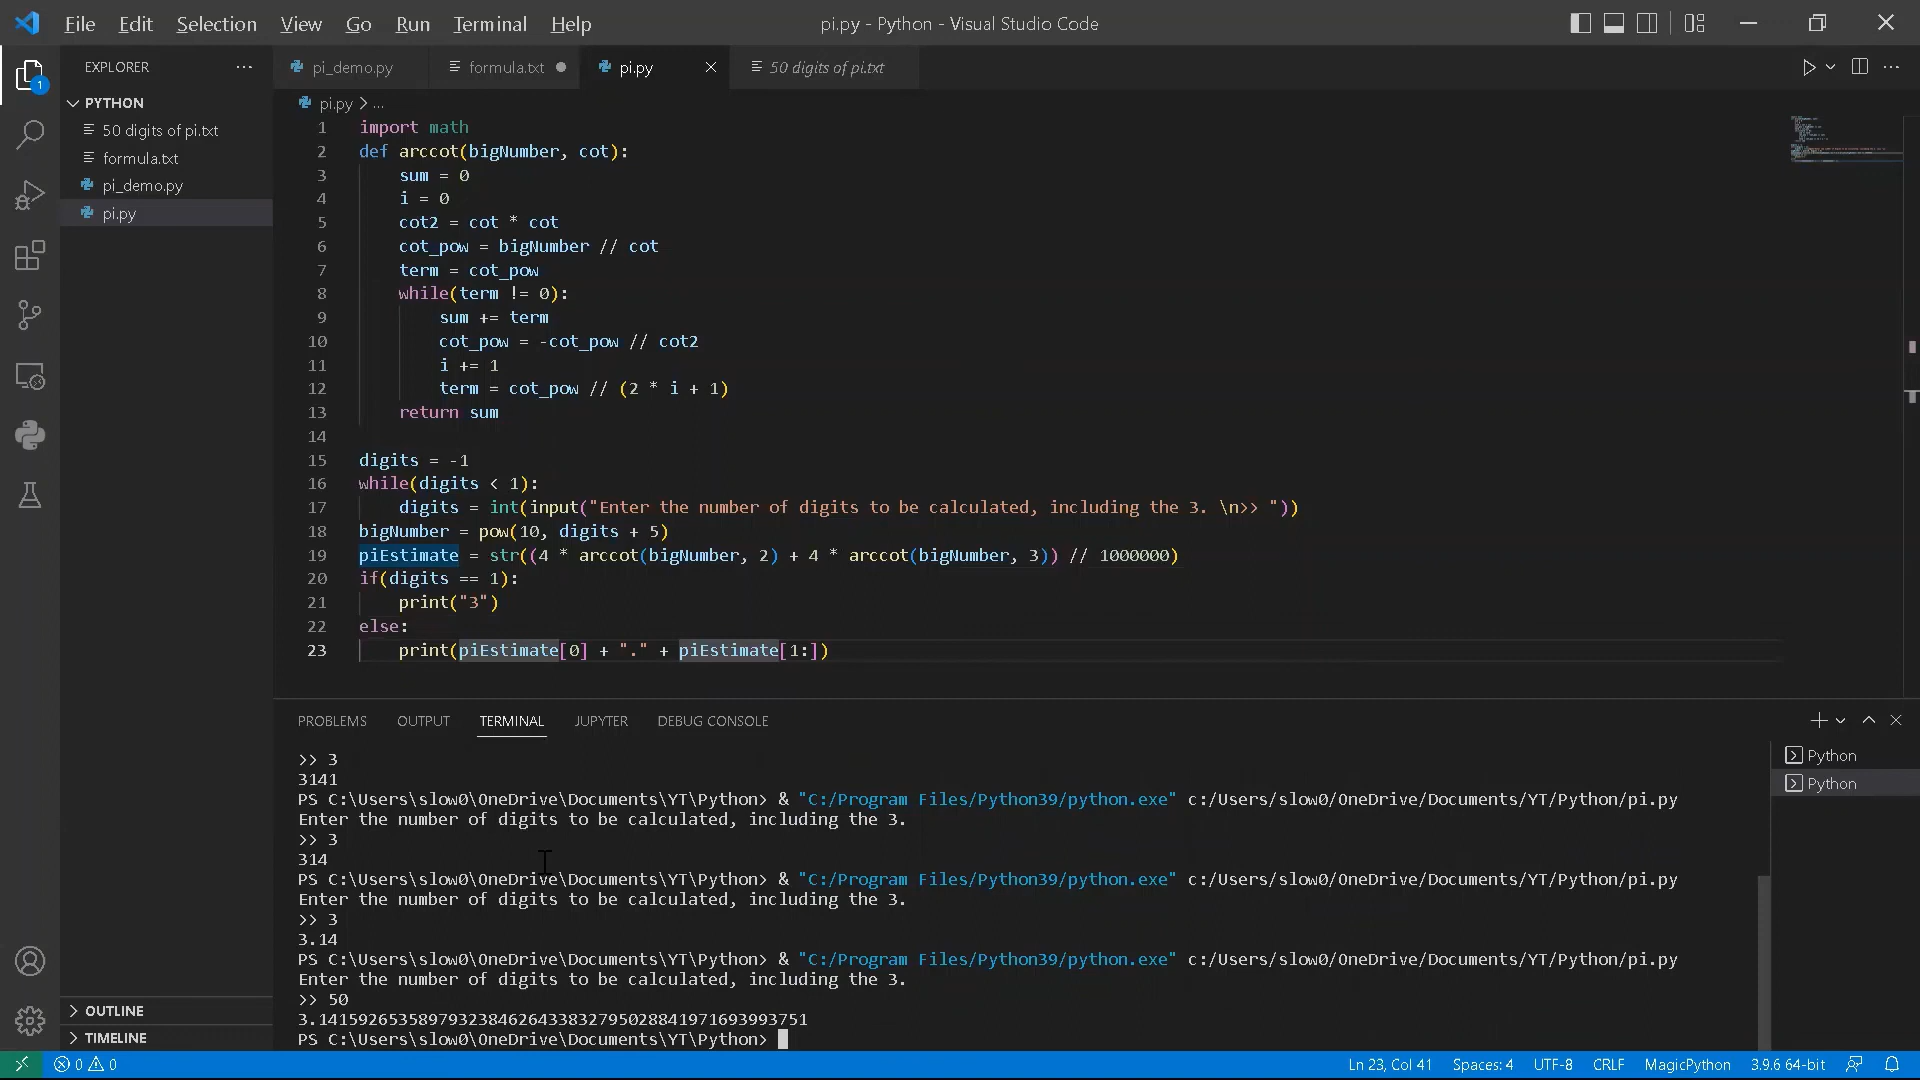 File Edit Selection View Go Run Terminal Help
pi.py - Python - Visual Studio Code
EXPLORER
pi_demo.py
formula.txt
pi.py
50 digits of pi.txt
PYTHON
50 digits of pi.txt
formula.txt
pi_demo.py
pi.py
1
pi.py > ...
1 import math
2 def arccot(bigNumber, cot):
3 sum = 0
4 i = 0
5 cot2 = cot * cot
6 cot_pow = bigNumber // cot
7 term = cot_pow
8 while(term != 0):
9 sum += term
10 cot_pow = -cot_pow // cot2
11 i += 1
12 term = cot_pow // (2 * i + 1)
13 return sum
14
15 digits = -1
16 while(digits < 1):
17 digits = int(input("Enter the number of digits to be calculated, including the 3. \n>> "))
18 bigNumber = pow(10, digits + 5)
19 piEstimate = str((4 * arccot(bigNumber, 2) + 4 * arccot(bigNumber, 3)) // 1000000)
20 if(digits == 1):
21 print("3")
22 else:
23 print(piEstimate[0] + "." + piEstimate[1:])
PROBLEMS OUTPUT TERMINAL JUPYTER DEBUG CONSOLE
>> 3
3141
PS C:\Users\slow0\OneDrive\Documents\YT\Python> & "C:/Program Files/Python39/python.exe" c:/Users/slow0/OneDrive/Documents/YT/Python/pi.py
Enter the number of digits to be calculated, including the 3.
>> 3
314
PS C:\Users\slow0\OneDrive\Documents\YT\Python> & "C:/Program Files/Python39/python.exe" c:/Users/slow0/OneDrive/Documents/YT/Python/pi.py
Enter the number of digits to be calculated, including the 3.
>> 3
3.14
PS C:\Users\slow0\OneDrive\Documents\YT\Python> & "C:/Program Files/Python39/python.exe" c:/Users/slow0/OneDrive/Documents/YT/Python/pi.py
Enter the number of digits to be calculated, including the 3.
>> 50
3.1415926535897932384626433832795028841971693993751
PS C:\Users\slow0\OneDrive\Documents\YT\Python>
Python
Python
OUTLINE
TIMELINE
0 0
Ln 23, Col 41 Spaces: 4 UTF-8 CRLF MagicPython 3.9.6 64-bit